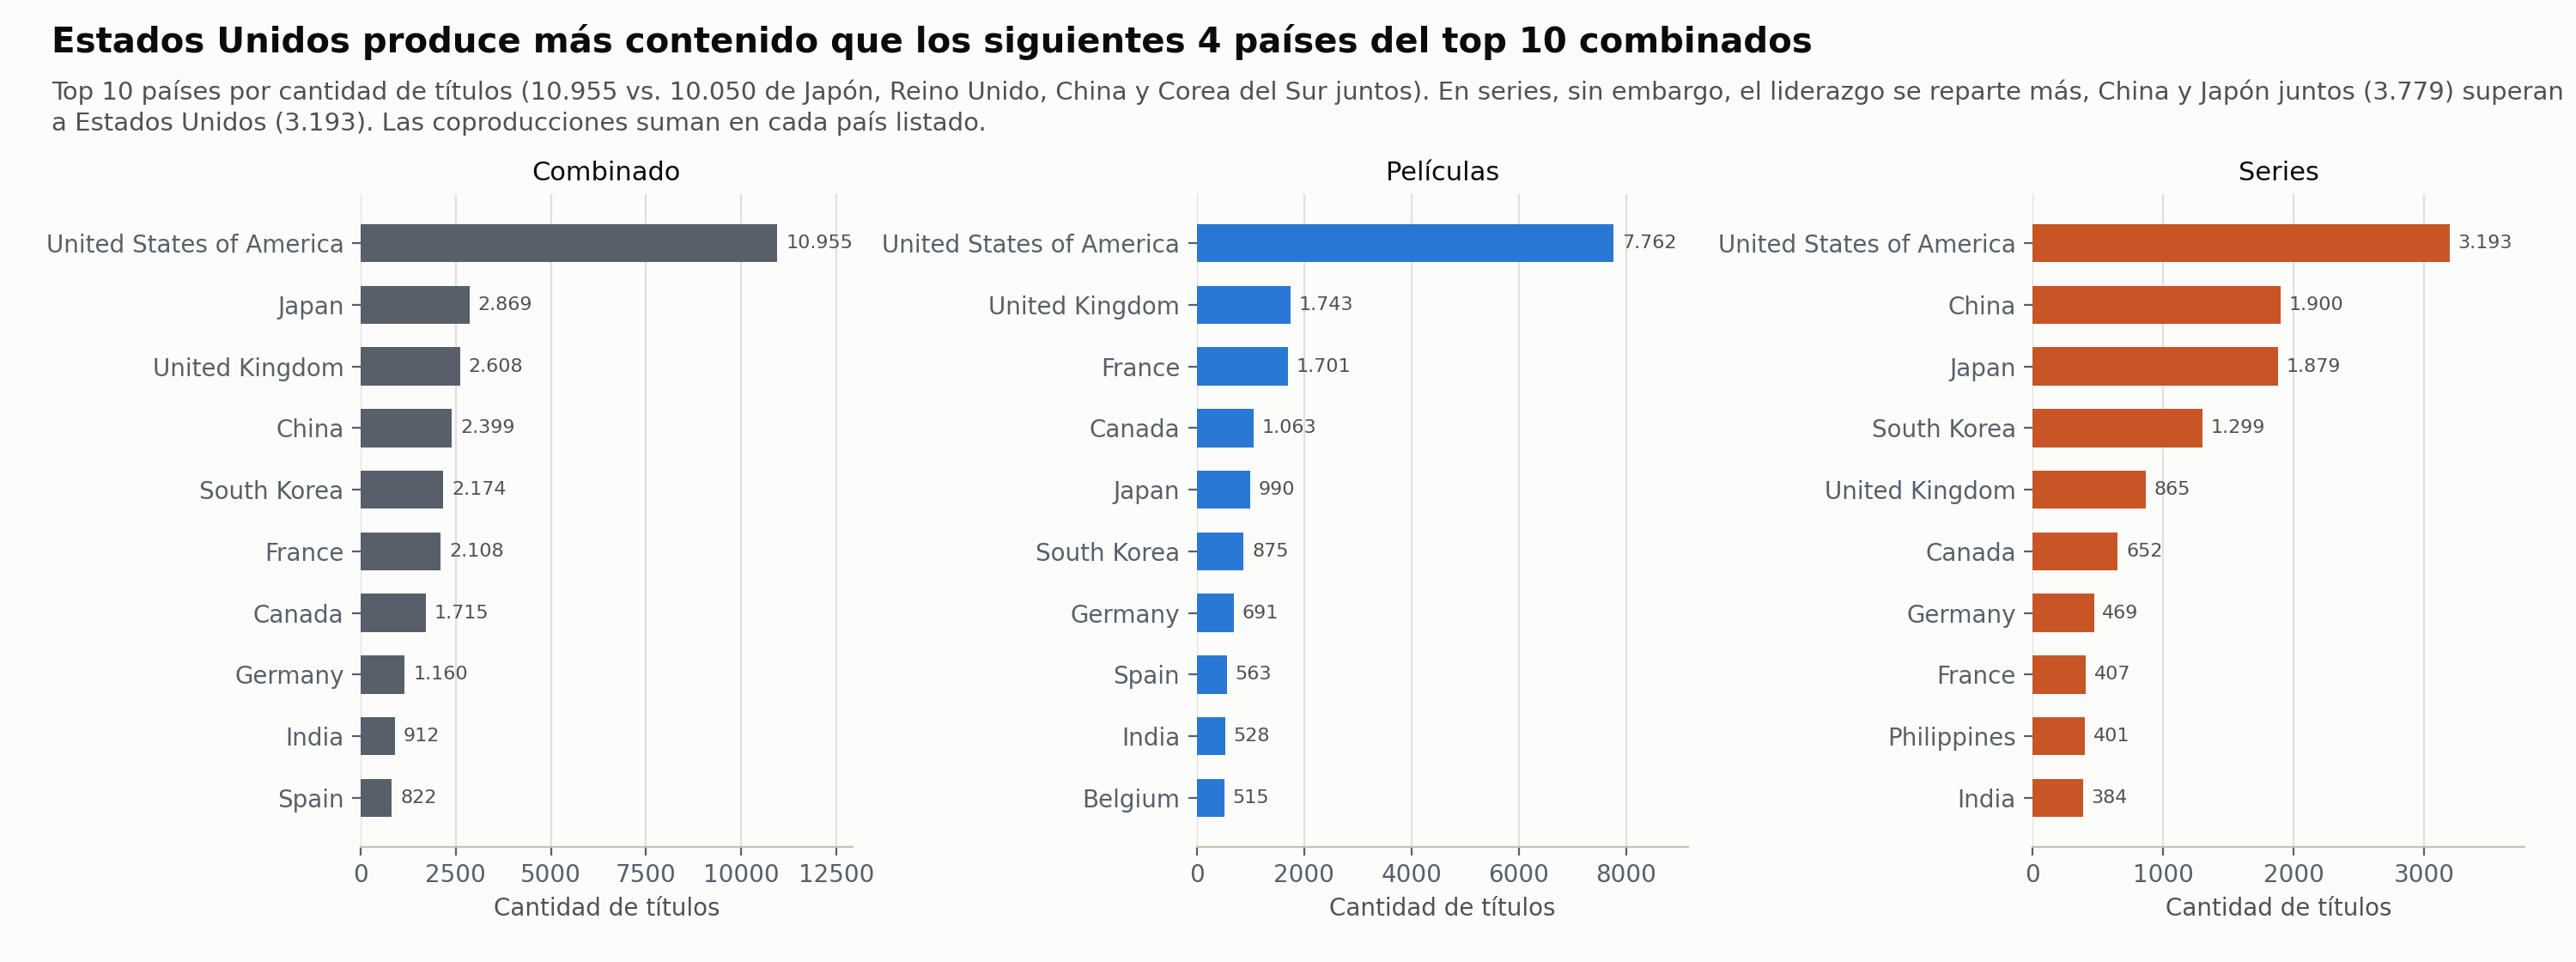 Estados Unidos produce más contenido que los siguientes 4 países del top 10 combinados
Top 10 países por cantidad de títulos (10.955 vs. 10.050 de Japón, Reino Unido, China y Corea del Sur juntos). En series, sin embargo, el liderazgo se reparte más, China y Japón juntos (3.779) superan
a Estados Unidos (3.193). Las coproducciones suman en cada país listado.
Combinado
United States of America 10.955
Japan 2.869
United Kingdom 2.608
China 2.399
South Korea 2.174
France 2.108
Canada 1.715
Germany 1.160
India 912
Spain 822
0 2500 5000 7500 10000 12500
Cantidad de títulos
Películas
United States of America 7.762
United Kingdom 1.743
France 1.701
Canada 1.063
Japan 990
South Korea 875
Germany 691
Spain 563
India 528
Belgium 515
0 2000 4000 6000 8000
Cantidad de títulos
Series
United States of America 3.193
China 1.900
Japan 1.879
South Korea 1.299
United Kingdom 865
Canada 652
Germany 469
France 407
Philippines 401
India 384
0 1000 2000 3000
Cantidad de títulos